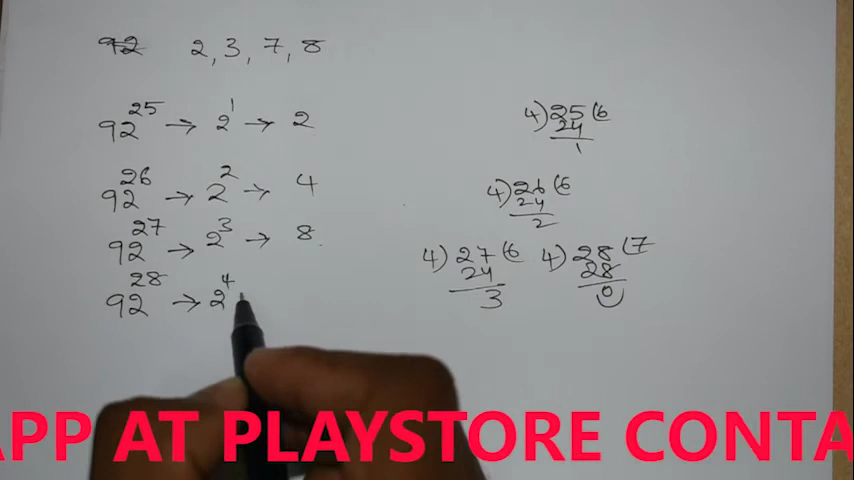 92 2, 3, 7, 8
92^25 → 2^1 → 2
92^26 → 2^2 → 4
92^27 → 2^3 → 8
92^28 → 2^4
4)25(6
24
1
4)26(6
24
2
4)27(6
24
3
4)28(7
28
0
APP AT PLAYSTORE CONTA